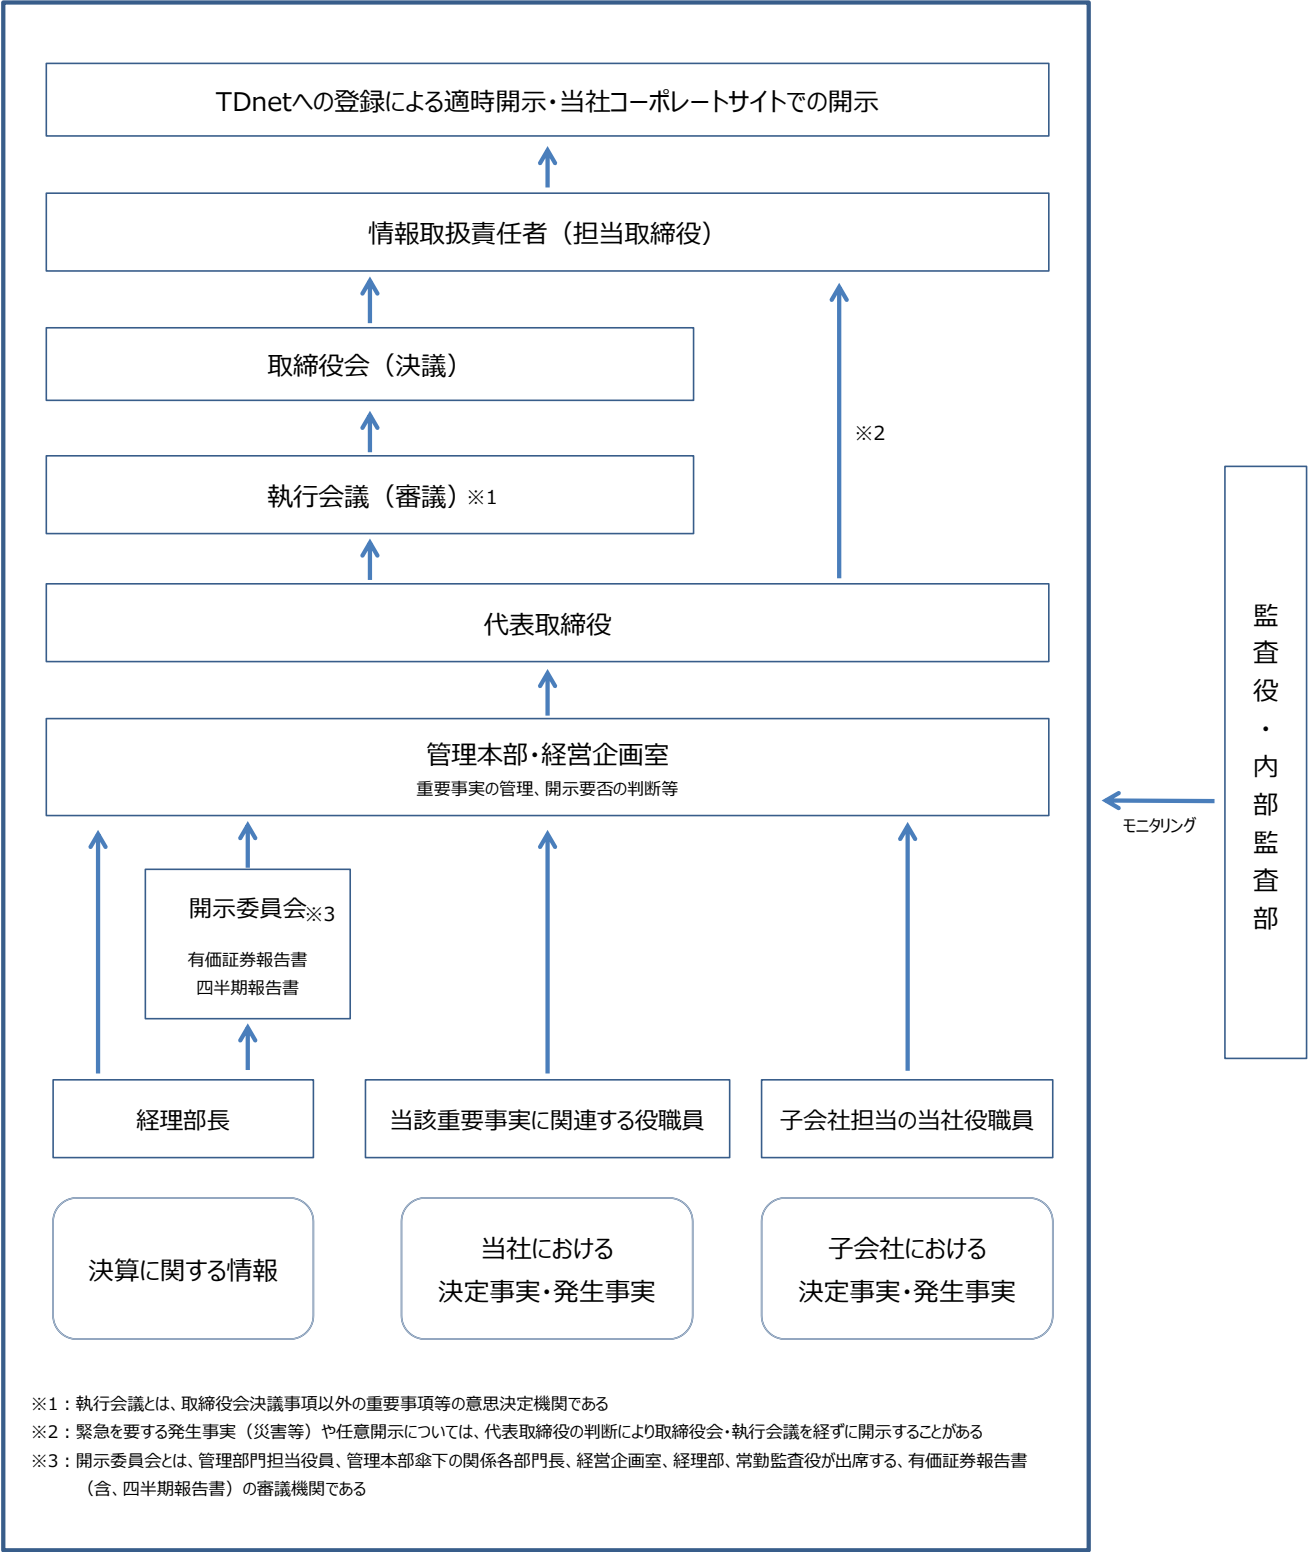 TDnetへの登録による適時開示・当社コーポレートサイトでの開示
情報取扱責任者（担当取締役）
取締役会（決議）
※2
執行会議（審議）※1
代表取締役
管理本部・経営企画室
重要事実の管理、開示要否の判断等
監査役・内部監査部
モニタリング
開示委員会※3
有価証券報告書
四半期報告書
経理部長
当該重要事実に関連する役職員
子会社担当の当社役職員
決算に関する情報
当社における
決定事実・発生事実
子会社における
決定事実・発生事実
※1：執行会議とは、取締役会決議事項以外の重要事項等の意思決定機関である
※2：緊急を要する発生事実（災害等）や任意開示については、代表取締役の判断により取締役会・執行会議を経ずに開示することがある
※3：開示委員会とは、管理部門担当役員、管理本部傘下の関係各部門長、経営企画室、経理部、常勤監査役が出席する、有価証券報告書
（含、四半期報告書）の審議機関である